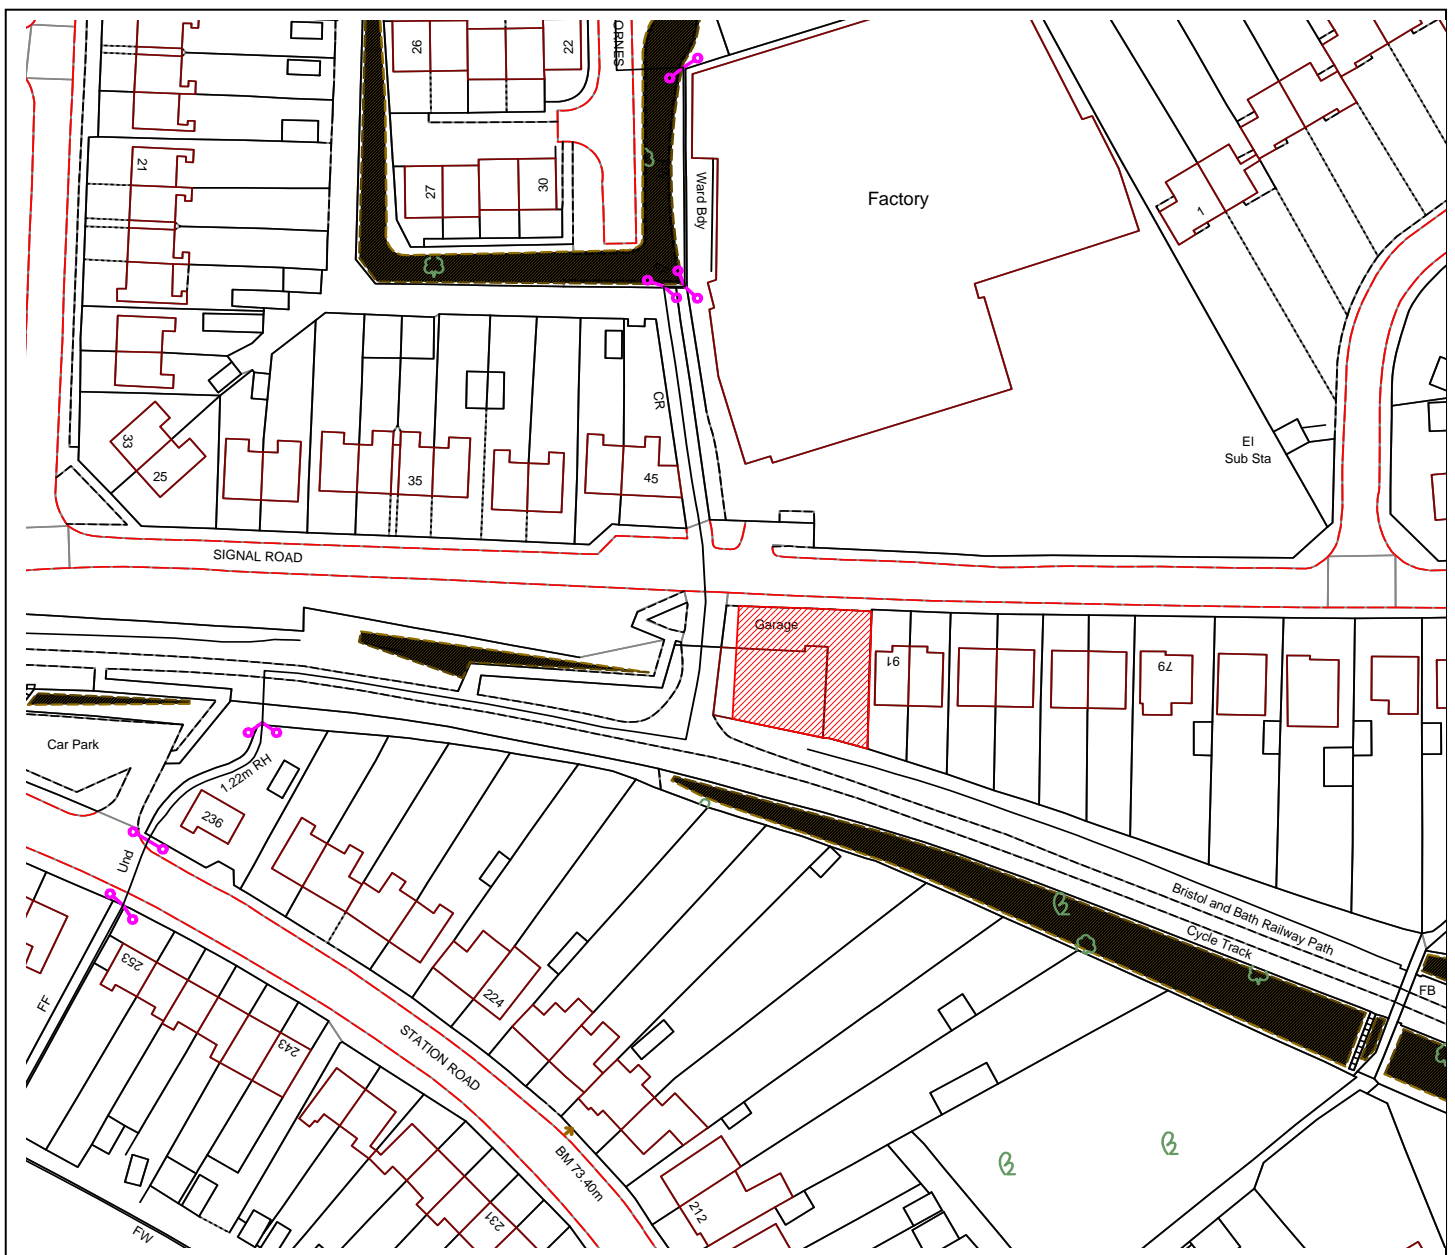 26
22
ORNES
21
27
30
Ward Bdy
Factory
1
CR
33
25
35
45
El
Sub Sta
SIGNAL ROAD
Garage
91
79
Car Park
1.22m RH
236
Und
Bristol and Bath Railway Path
Cycle Track
FB
253
224
FF
243
STATION ROAD
BM 73.40m
231
212
FW